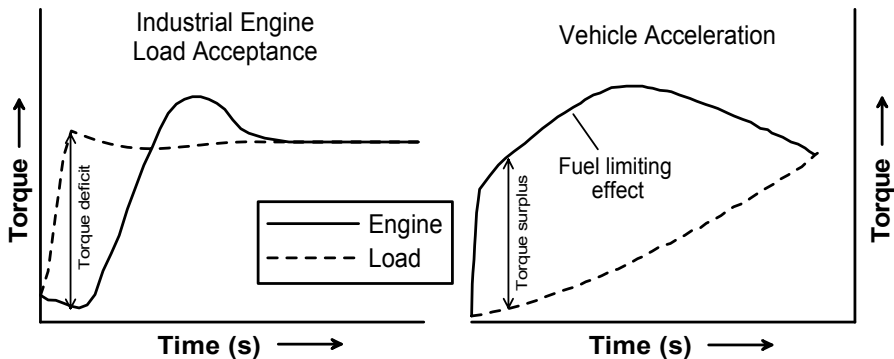 Industrial Engine
Load Acceptance
Torque
Torque deficit
Engine
Load
Time (s)
Vehicle Acceleration
Fuel limiting
effect
Torque surplus
Time (s)
Torque